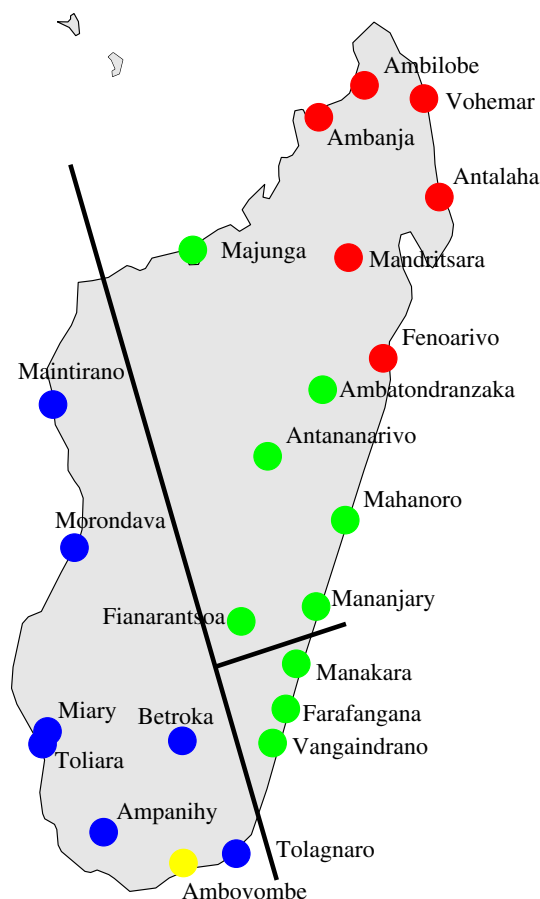 Ambilobe
Vohemar
Ambanja
Antalaha
Majunga
Mandritsara
Fenoarivo
Maintirano
Ambatondranzaka
Antananarivo
Mahanoro
Morondava
Mananjary
Fianarantsoa
Manakara
Miary
Betroka
Farafangana
Vangaindrano
Toliara
Ampanihy
Tolagnaro
Ambovombe